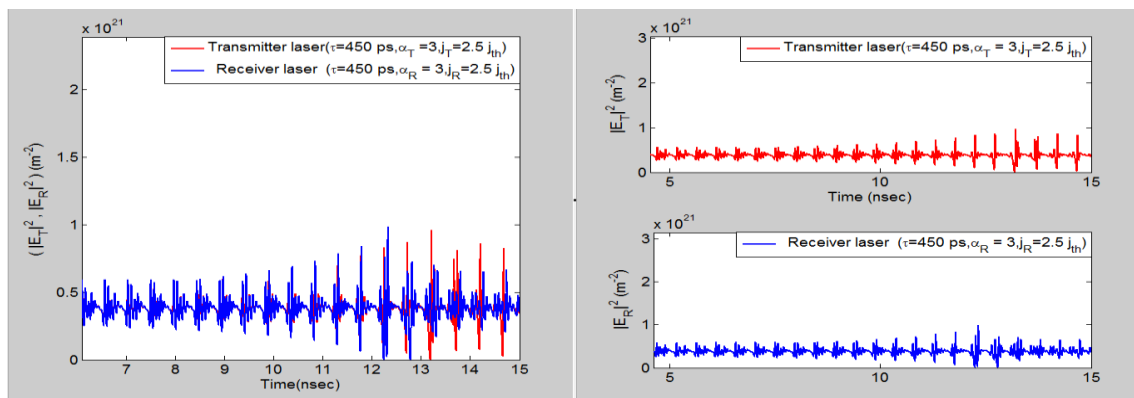 x 10^21
Transmitter laser(τ=450 ps,α_T =3,j_T=2.5 j_th)
Receiver laser (τ=450 ps,α_R = 3,j_R=2.5 j_th)
( |E_T|^2 , |E_R|^2 ) (m^-2)
2
1.5
1
0.5
0
7 8 9 10 11 12 13 14 15
Time(nsec)
x 10^21
Transmitter laser(τ=450 ps,α_T =3,j_T=2.5 j_th)
|E_T|^2 (m^-2)
3
2
1
0
5 10 15
Time (nsec)
x 10^21
Receiver laser (τ=450 ps,α_R = 3,j_R=2.5 j_th)
|E_R|^2 (m^-2)
3
2
1
0
5 10 15